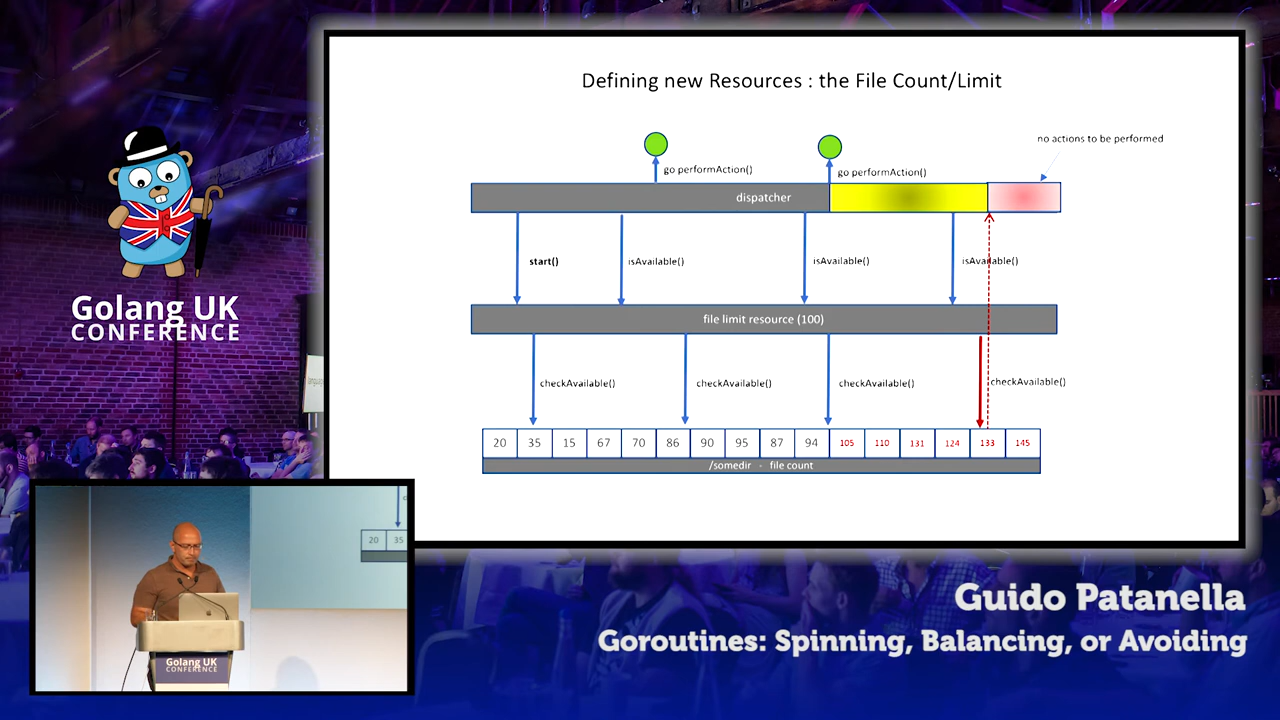 Defining new Resources : the File Count/Limit
no actions to be performed
go performAction()
go performAction()
dispatcher
start()
isAvailable()
isAvailable()
isAvailable()
file limit resource (100)
checkAvailable()
checkAvailable()
checkAvailable()
checkAvailable()
20 35 15 67 70 86 90 95 87 94 105 110 131 124 133 145
/somedir - file count
Golang UK
CONFERENCE
20 35
Golang UK
CONFERENCE
Guido Patanella
Goroutines: Spinning, Balancing, or Avoiding